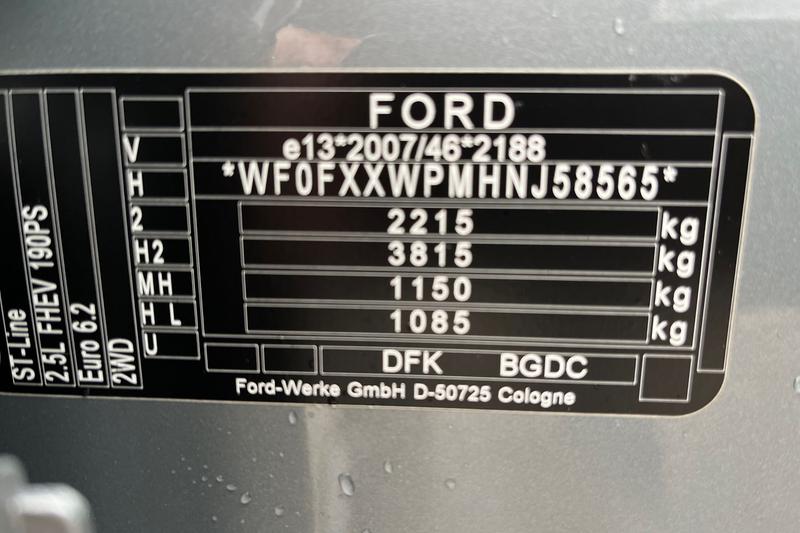 FORD
e13*2007/46*2188
*WF0FXXWPMHNJ58565*
2215 kg
3815 kg
1150 kg
1085 kg
DFK BGDC
Ford-Werke GmbH D-50725 Cologne
V
H
2
H2
MH
HL
U
2WD
Euro 6.2
2.5L FHEV 190PS
ST-Line